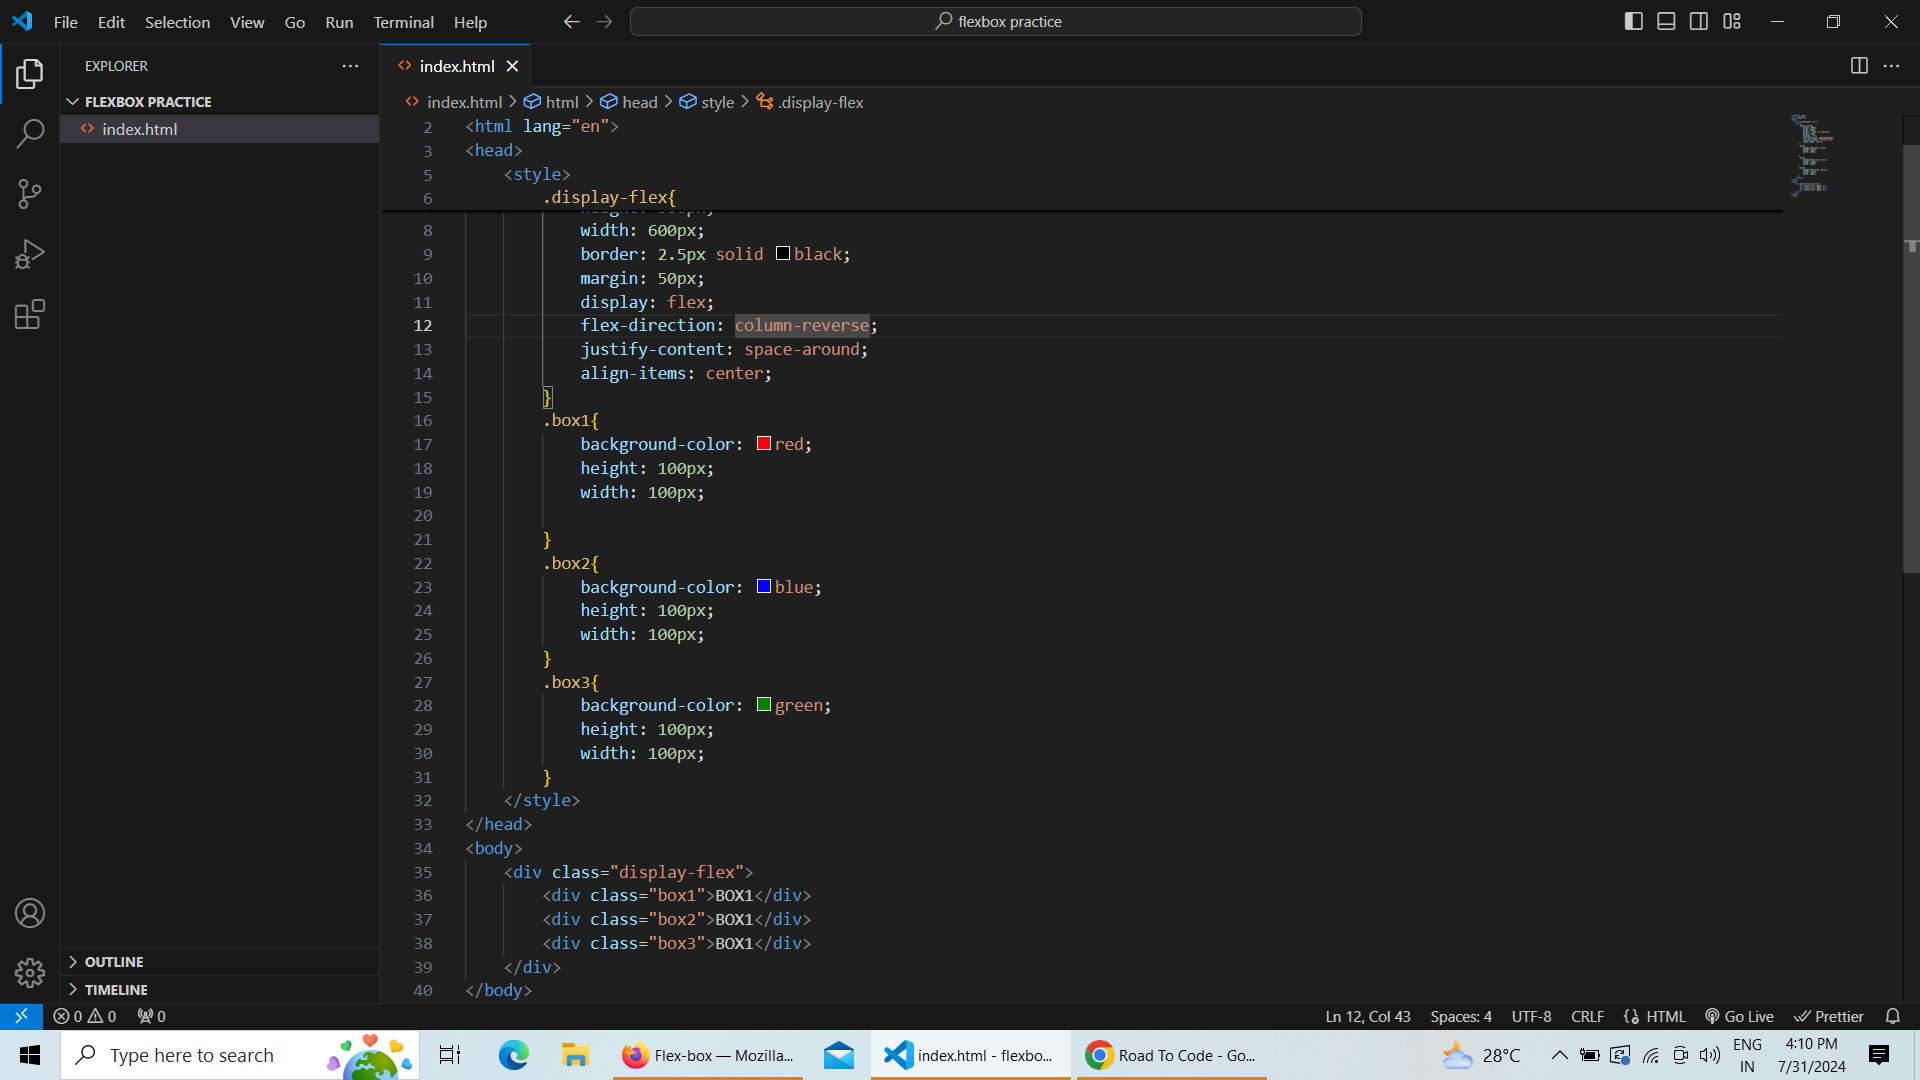 File Edit Selection View Go Run Terminal Help
flexbox practice
EXPLORER
FLEXBOX PRACTICE
index.html
OUTLINE
TIMELINE
index.html
index.html > html > head > style > .display-flex
2 <html lang="en">
3 <head>
5 <style>
6 .display-flex{
8 width: 600px;
9 border: 2.5px solid black;
10 margin: 50px;
11 display: flex;
12 flex-direction: column-reverse;
13 justify-content: space-around;
14 align-items: center;
15 }
16 .box1{
17 background-color: red;
18 height: 100px;
19 width: 100px;
20
21 }
22 .box2{
23 background-color: blue;
24 height: 100px;
25 width: 100px;
26 }
27 .box3{
28 background-color: green;
29 height: 100px;
30 width: 100px;
31 }
32 </style>
33 </head>
34 <body>
35 <div class="display-flex">
36 <div class="box1">BOX1</div>
37 <div class="box2">BOX1</div>
38 <div class="box3">BOX1</div>
39 </div>
40 </body>
0 0 0 Ln 12, Col 43 Spaces: 4 UTF-8 CRLF HTML Go Live Prettier
Type here to search
Flex-box — Mozilla...
index.html - flexbo...
Road To Code - Go...
28°C
ENG
IN
4:10 PM
7/31/2024